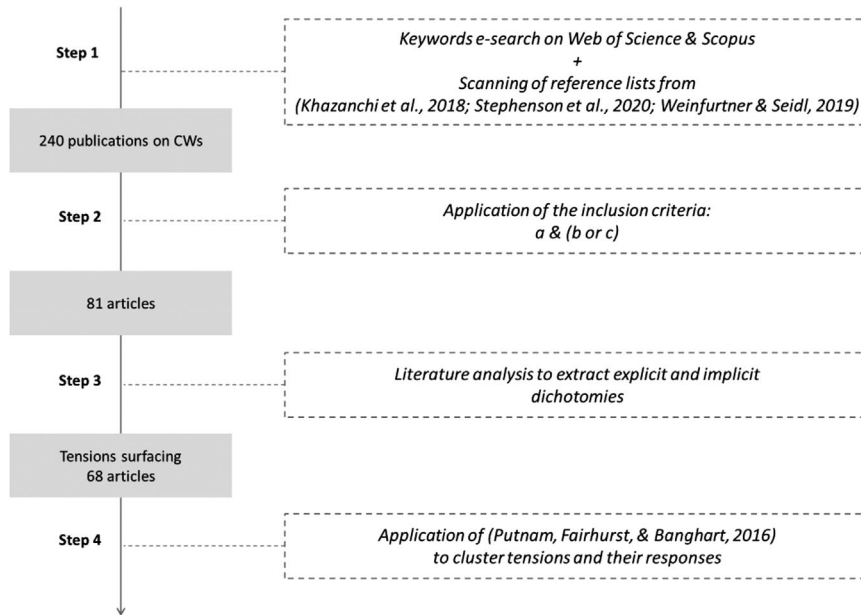 Step 1
Keywords e-search on Web of Science & Scopus
+
Scanning of reference lists from
(Khazanchi et al., 2018; Stephenson et al., 2020; Weinfurtner & Seidl, 2019)
240 publications on CWs
Step 2
Application of the inclusion criteria:
a & (b or c)
81 articles
Step 3
Literature analysis to extract explicit and implicit
dichotomies
Tensions surfacing
68 articles
Step 4
Application of (Putnam, Fairhurst, & Banghart, 2016)
to cluster tensions and their responses